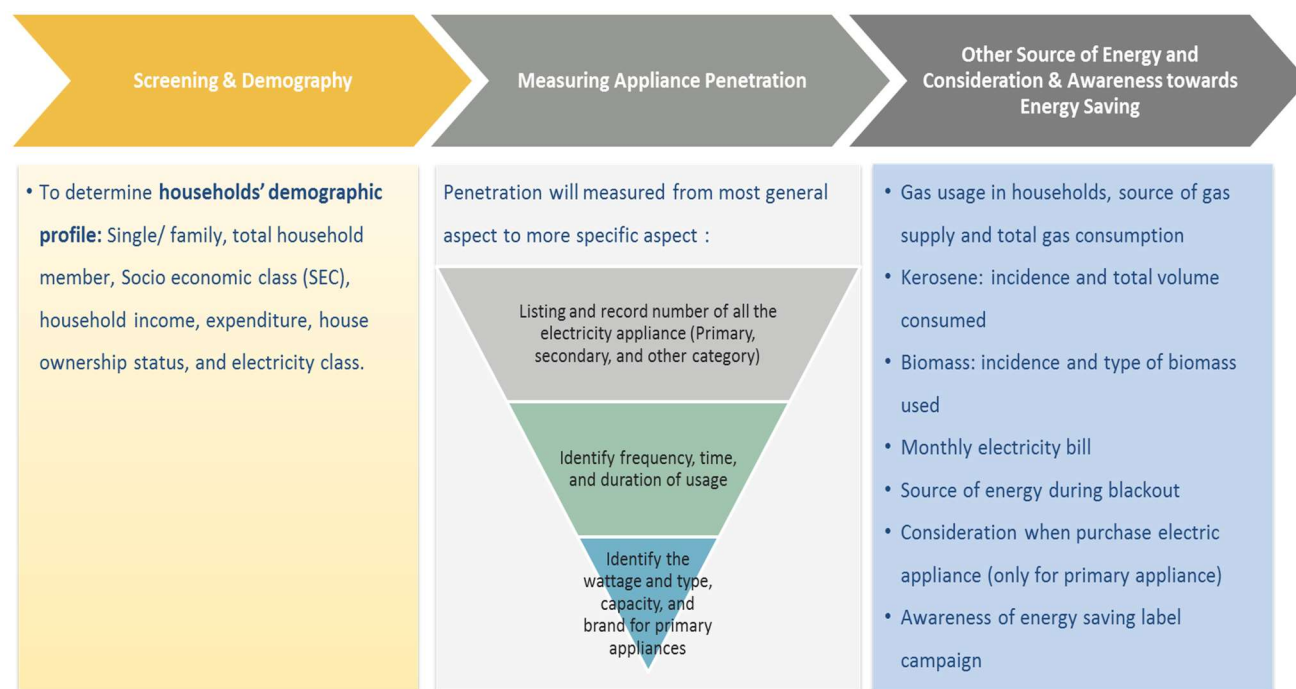 Screening & Demography
Measuring Appliance Penetration
Other Source of Energy and
Consideration & Awareness towards
Energy Saving
• To determine households' demographic
profile: Single/ family, total household
member, Socio economic class (SEC),
household income, expenditure, house
ownership status, and electricity class.
Penetration will measured from most general
aspect to more specific aspect :
Listing and record number of all the
electricity appliance (Primary,
secondary, and other category)
Identify frequency, time,
and duration of usage
Identify the
wattage and type,
capacity, and
brand for primary
appliances
• Gas usage in households, source of gas
supply and total gas consumption
• Kerosene: incidence and total volume
consumed
• Biomass: incidence and type of biomass
used
• Monthly electricity bill
• Source of energy during blackout
• Consideration when purchase electric
appliance (only for primary appliance)
• Awareness of energy saving label
campaign